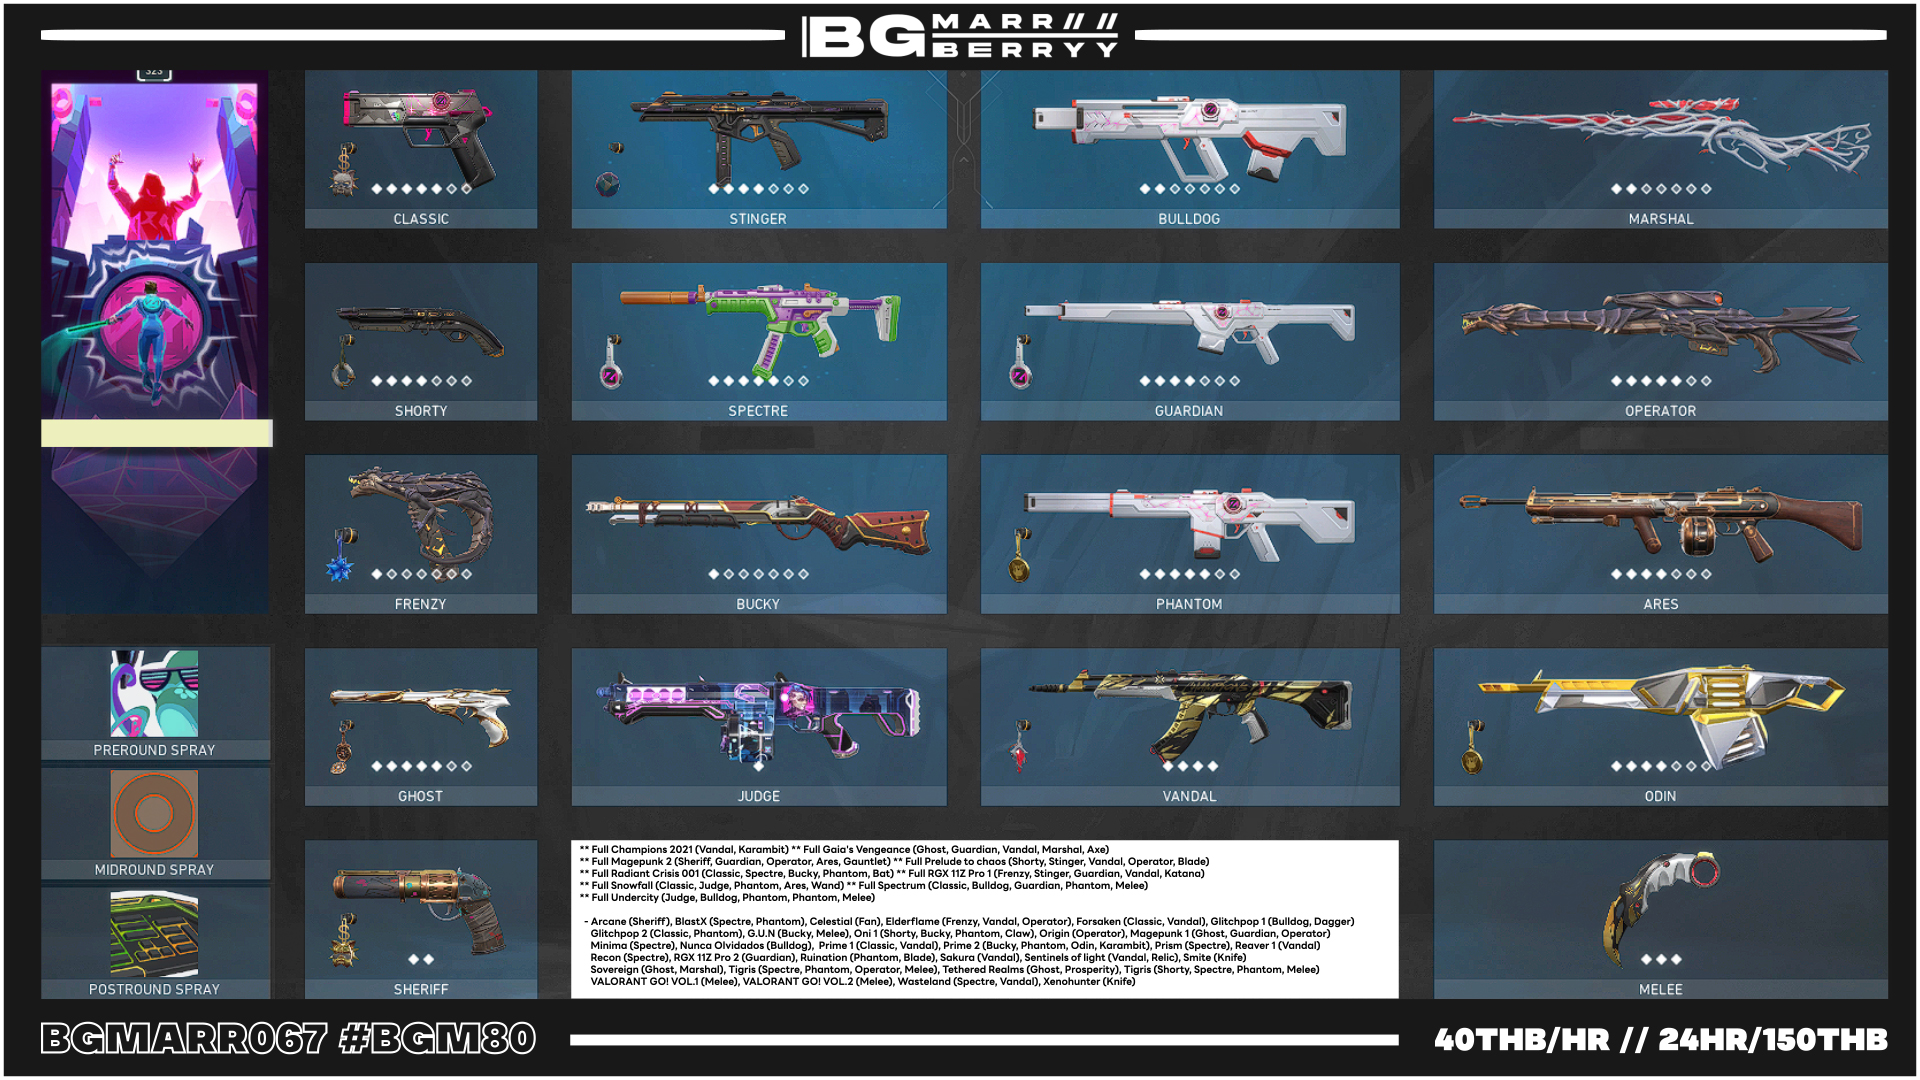 BG MARR// //
BERRYY
323
CLASSIC
STINGER
BULLDOG
MARSHAL
SHORTY
SPECTRE
GUARDIAN
OPERATOR
FRENZY
BUCKY
PHANTOM
ARES
PREROUND SPRAY
GHOST
JUDGE
VANDAL
ODIN
MIDROUND SPRAY
POSTROUND SPRAY
SHERIFF
** Full Champions 2021 (Vandal, Karambit) ** Full Gaia's Vengeance (Ghost, Guardian, Vandal, Marshal, Axe)
** Full Magepunk 2 (Sheriff, Guardian, Operator, Ares, Gauntlet) ** Full Prelude to chaos (Shorty, Stinger, Vandal, Operator, Blade)
** Full Radiant Crisis 001 (Classic, Spectre, Bucky, Phantom, Bat) ** Full RGX 11Z Pro 1 (Frenzy, Stinger, Guardian, Vandal, Katana)
** Full Snowfall (Classic, Judge, Phantom, Ares, Wand) ** Full Spectrum (Classic, Bulldog, Guardian, Phantom, Melee)
** Full Undercity (Judge, Bulldog, Phantom, Phantom, Melee)
- Arcane (Sheriff), BlastX (Spectre, Phantom), Celestial (Fan), Elderflame (Frenzy, Vandal, Operator), Forsaken (Classic, Vandal), Glitchpop 1 (Bulldog, Dagger)
Glitchpop 2 (Classic, Phantom), G.U.N (Bucky, Melee), Oni 1 (Shorty, Bucky, Phantom, Claw), Origin (Operator), Magepunk 1 (Ghost, Guardian, Operator)
Minima (Spectre), Nunca Olvidados (Bulldog), Prime 1 (Classic, Vandal), Prime 2 (Bucky, Phantom, Odin, Karambit), Prism (Spectre), Reaver 1 (Vandal)
Recon (Spectre), RGX 11Z Pro 2 (Guardian), Ruination (Phantom, Blade), Sakura (Vandal), Sentinels of light (Vandal, Relic), Smite (Knife)
Sovereign (Ghost, Marshal), Tigris (Spectre, Phantom, Operator, Melee), Tethered Realms (Ghost, Prosperity), Tigris (Shorty, Spectre, Phantom, Melee)
VALORANT GO! VOL.1 (Melee), VALORANT GO! VOL.2 (Melee), Wasteland (Spectre, Vandal), Xenohunter (Knife)
MELEE
BGMARR067 #BGM80
40THB/HR // 24HR/150THB